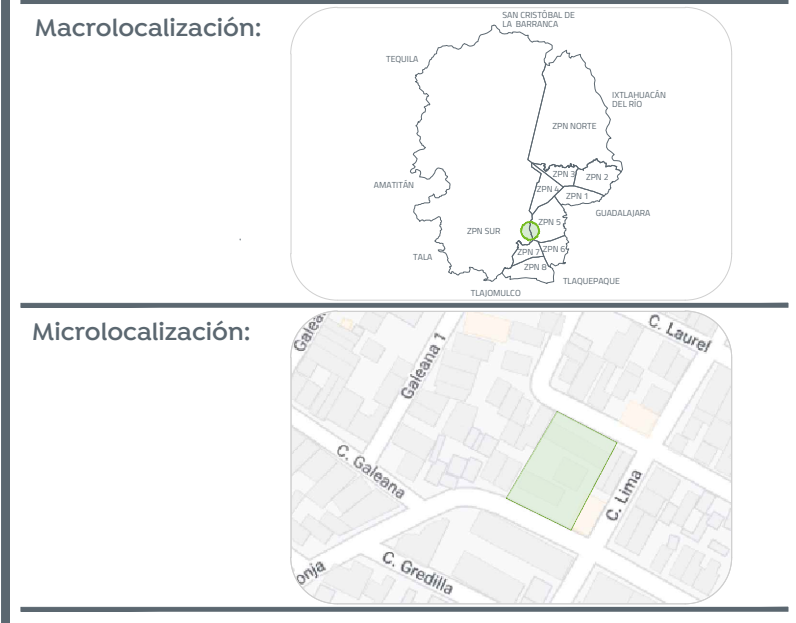 Macrolocalización:
SAN CRISTÓBAL DE
LA BARRANCA
TEQUILA
IXTLAHUACÁN
DEL RÍO
ZPN NORTE
ZPN 3
ZPN 2
AMATITÁN
ZPN 4
ZPN 1
GUADALAJARA
ZPN 5
ZPN SUR
ZPN 7
ZPN 6
TALA
ZPN 8
TLAQUEPAQUE
TLAJOMULCO
Microlocalización:
Galea
C. Laurel
Galeana 1
C. Galeana
C. Lima
C. Gredilla
onja